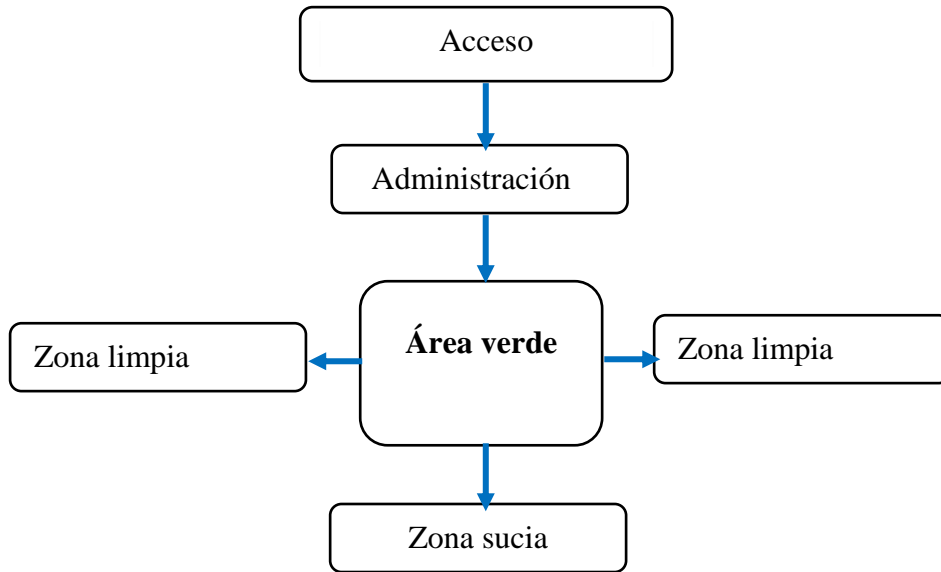 Acceso
Administración
Área verde
Zona limpia
Zona limpia
Zona sucia